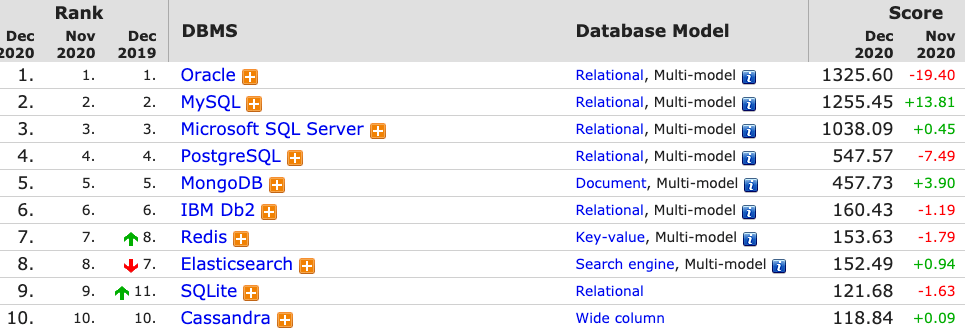 Rank Score
Dec 2020 Nov 2020 Dec 2019 DBMS Database Model Dec 2020 Nov 2020
1. 1. 1. Oracle Relational, Multi-model 1325.60 -19.40
2. 2. 2. MySQL Relational, Multi-model 1255.45 +13.81
3. 3. 3. Microsoft SQL Server Relational, Multi-model 1038.09 +0.45
4. 4. 4. PostgreSQL Relational, Multi-model 547.57 -7.49
5. 5. 5. MongoDB Document, Multi-model 457.73 +3.90
6. 6. 6. IBM Db2 Relational, Multi-model 160.43 -1.19
7. 7. 8. Redis Key-value, Multi-model 153.63 -1.79
8. 8. 7. Elasticsearch Search engine, Multi-model 152.49 +0.94
9. 9. 11. SQLite Relational 121.68 -1.63
10. 10. 10. Cassandra Wide column 118.84 +0.09